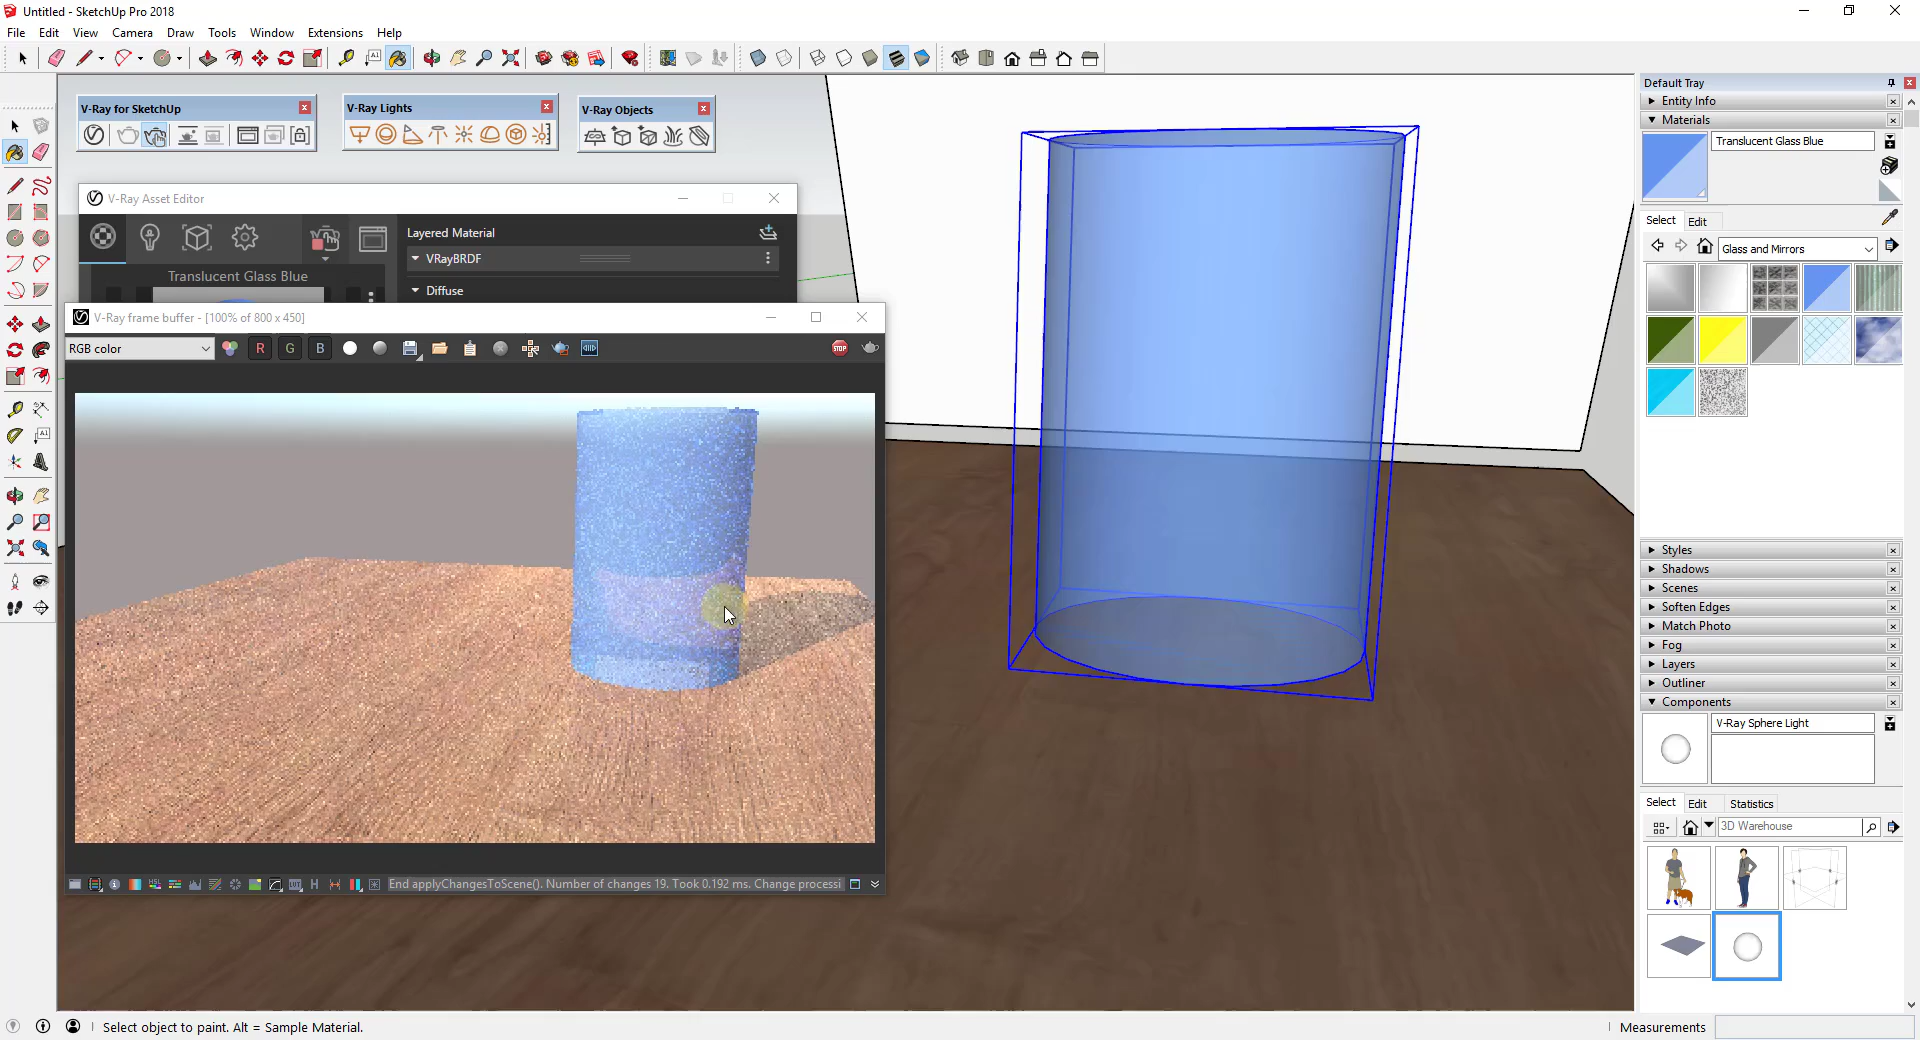 Untitled - SketchUp Pro 2018
File Edit View Camera Draw Tools Window Extensions Help
V-Ray for SketchUp
V-Ray Lights
V-Ray Objects
V-Ray Asset Editor
Layered Material
VRayBRDF
Translucent Glass Blue
Diffuse
V-Ray frame buffer - [100% of 800 x 450]
RGB color
R G B
STOP
HSL
H
End applyChangesToScene(). Number of changes 19. Took 0.192 ms. Change processi
Default Tray
Entity Info
Materials
Translucent Glass Blue
Select Edit
Glass and Mirrors
Styles
Shadows
Scenes
Soften Edges
Match Photo
Fog
Layers
Outliner
Components
V-Ray Sphere Light
Select Edit Statistics
3D Warehouse
Select object to paint. Alt = Sample Material.
Measurements